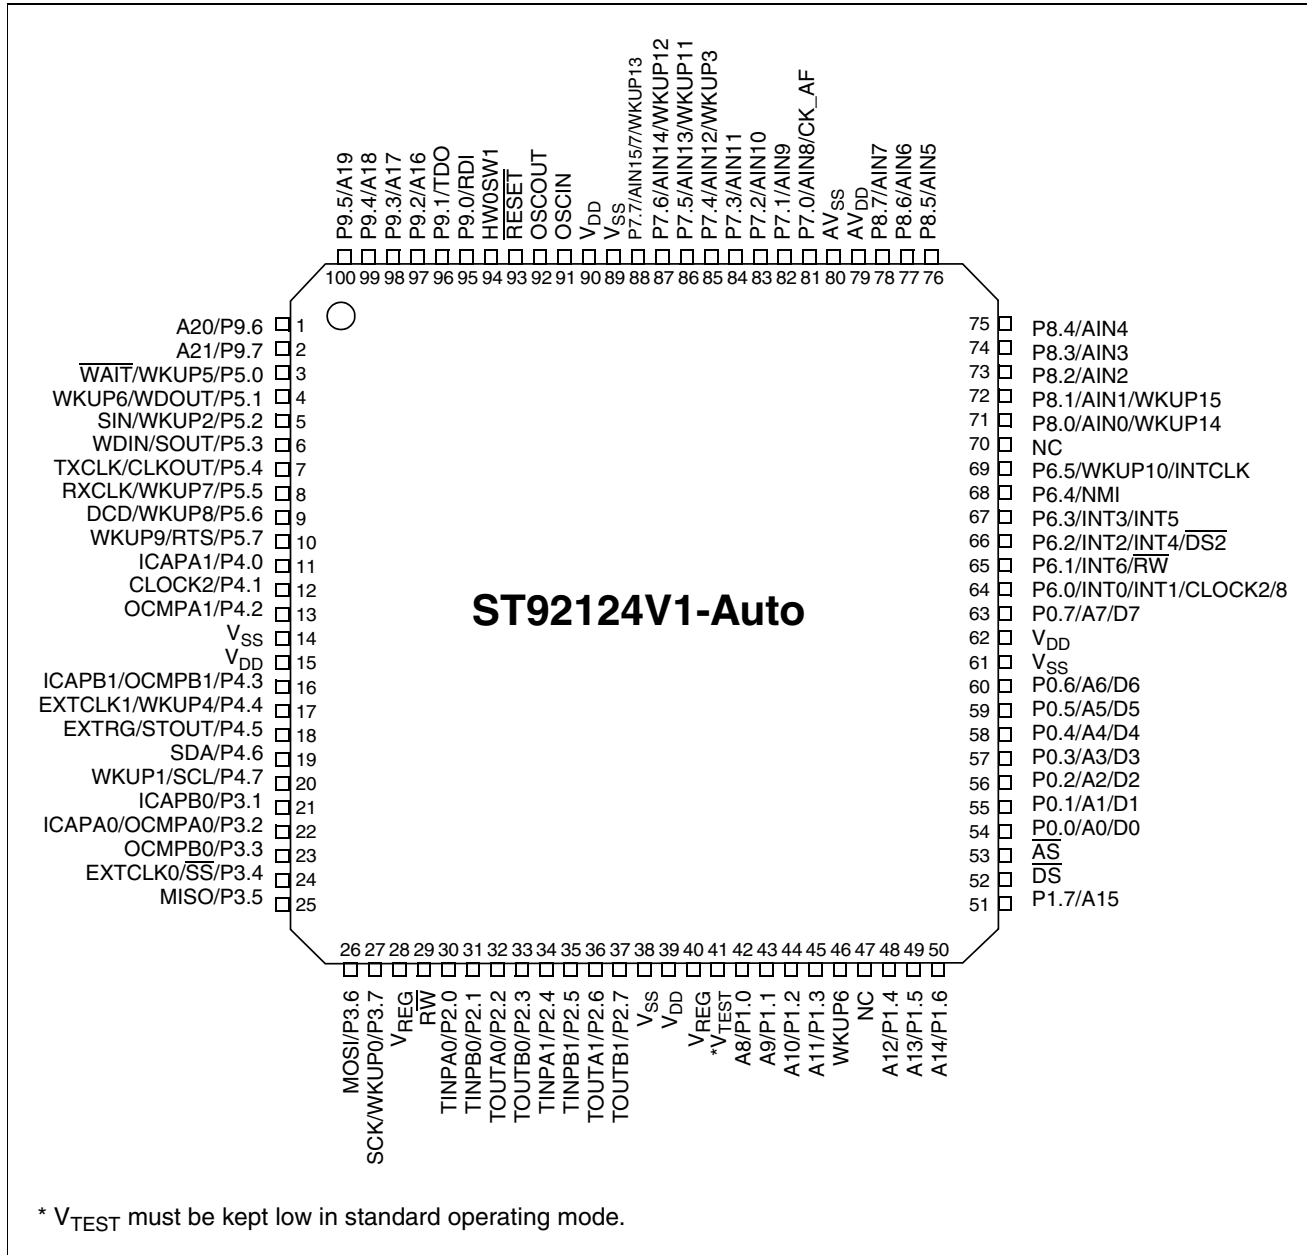 P9.5/A19
P9.4/A18
P9.3/A17
P9.2/A16
P9.1/TDO
P9.0/RDI
HW0SW1
R̅E̅S̅E̅T̅
OSCOUT
OSCIN
VDD
VSS
P7.7/AIN15/7/WKUP13
P7.6/AIN14/WKUP12
P7.5/AIN13/WKUP11
P7.4/AIN12/WKUP3
P7.3/AIN11
P7.2/AIN10
P7.1/AIN9
P7.0/AIN8/CK_AF
AVSS
AVDD
P8.7/AIN7
P8.6/AIN6
P8.5/AIN5
100 99 98 97 96 95 94 93 92 91 90 89 88 87 86 85 84 83 82 81 80 79 78 77 76
A20/P9.6 1
A21/P9.7 2
W̅A̅I̅T̅/WKUP5/P5.0 3
WKUP6/WDOUT/P5.1 4
SIN/WKUP2/P5.2 5
WDIN/SOUT/P5.3 6
TXCLK/CLKOUT/P5.4 7
RXCLK/WKUP7/P5.5 8
DCD/WKUP8/P5.6 9
WKUP9/RTS/P5.7 10
ICAPA1/P4.0 11
CLOCK2/P4.1 12
OCMPA1/P4.2 13
VSS 14
VDD 15
ICAPB1/OCMPB1/P4.3 16
EXTCLK1/WKUP4/P4.4 17
EXTRG/STOUT/P4.5 18
SDA/P4.6 19
WKUP1/SCL/P4.7 20
ICAPB0/P3.1 21
ICAPA0/OCMPA0/P3.2 22
OCMPB0/P3.3 23
EXTCLK0/S̅S̅/P3.4 24
MISO/P3.5 25
ST92124V1-Auto
75 P8.4/AIN4
74 P8.3/AIN3
73 P8.2/AIN2
72 P8.1/AIN1/WKUP15
71 P8.0/AIN0/WKUP14
70 NC
69 P6.5/WKUP10/INTCLK
68 P6.4/NMI
67 P6.3/INT3/INT5
66 P6.2/INT2/INT4/D̅S̅2̅
65 P6.1/INT6/R̅W̅
64 P6.0/INT0/INT1/CLOCK2/8
63 P0.7/A7/D7
62 VDD
61 VSS
60 P0.6/A6/D6
59 P0.5/A5/D5
58 P0.4/A4/D4
57 P0.3/A3/D3
56 P0.2/A2/D2
55 P0.1/A1/D1
54 P0.0/A0/D0
53 A̅S̅
52 D̅S̅
51 P1.7/A15
26 27 28 29 30 31 32 33 34 35 36 37 38 39 40 41 42 43 44 45 46 47 48 49 50
MOSI/P3.6
SCK/WKUP0/P3.7
VREG
R̅W̅
TINPA0/P2.0
TINPB0/P2.1
TOUTA0/P2.2
TOUTB0/P2.3
TINPA1/P2.4
TINPB1/P2.5
TOUTA1/P2.6
TOUTB1/P2.7
VSS
VDD
VREG
*VTEST
A8/P1.0
A9/P1.1
A10/P1.2
A11/P1.3
WKUP6
NC
A12/P1.4
A13/P1.5
A14/P1.6
* VTEST must be kept low in standard operating mode.